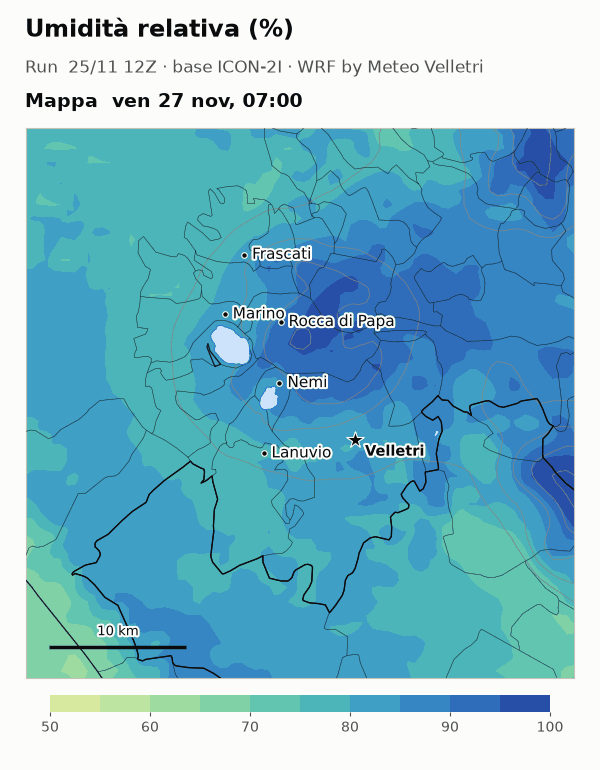 Umidità relativa (%)
Run  25/11 12Z · base ICON-2I · WRF by Meteo Velletri
Mappa  ven 27 nov, 07:00
Frascati
Marino
Rocca di Papa
Nemi
Velletri
Lanuvio
10 km
50 60 70 80 90 100